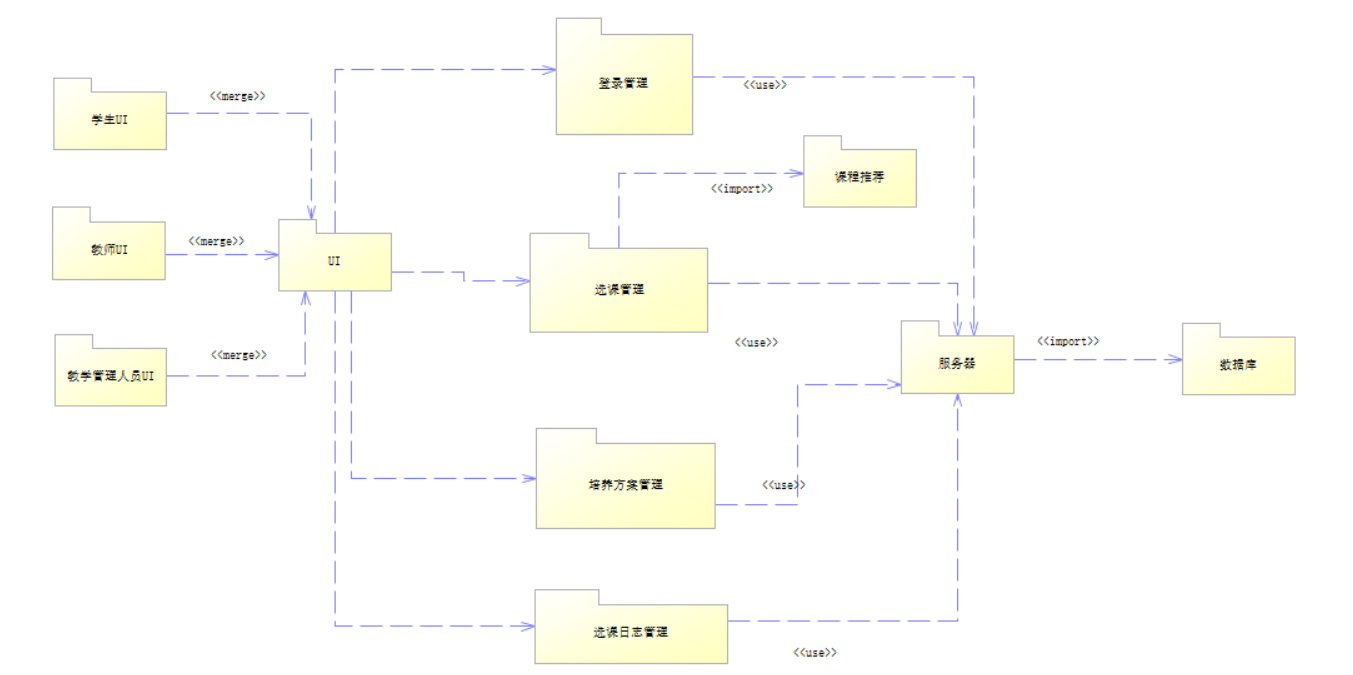 登录管理
<<use>>
学生UI
<<merge>>
课程推荐
<<import>>
教师UI
<<merge>>
UI
选课管理
<<use>>
教学管理人员UI
<<merge>>
服务器
<<import>>
数据库
培养方案管理
<<use>>
选课日志管理
<<use>>